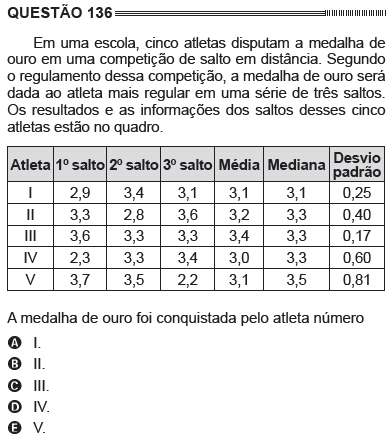 QUESTÃO 136
Em uma escola, cinco atletas disputam a medalha de
ouro em uma competição de salto em distância. Segundo
o regulamento dessa competição, a medalha de ouro será
dada ao atleta mais regular em uma série de três saltos.
Os resultados e as informações dos saltos desses cinco
atletas estão no quadro.
Atleta 1º salto 2º salto 3º salto Média Mediana Desvio padrão
I 2,9 3,4 3,1 3,1 3,1 0,25
II 3,3 2,8 3,6 3,2 3,3 0,40
III 3,6 3,3 3,3 3,4 3,3 0,17
IV 2,3 3,3 3,4 3,0 3,3 0,60
V 3,7 3,5 2,2 3,1 3,5 0,81
A medalha de ouro foi conquistada pelo atleta número
A I.
B II.
C III.
D IV.
E V.